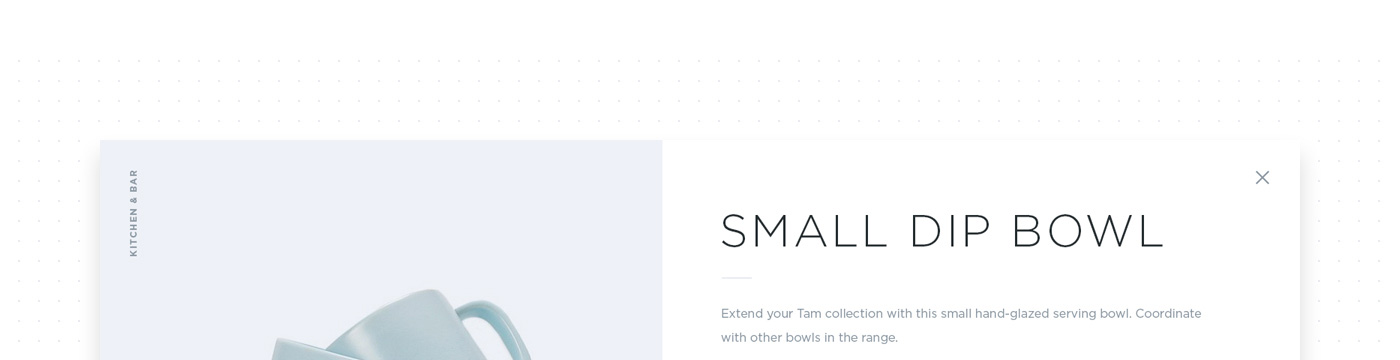 KITCHEN & BAR
SMALL DIP BOWL
Extend your Tam collection with this small hand-glazed serving bowl. Coordinate
with other bowls in the range.